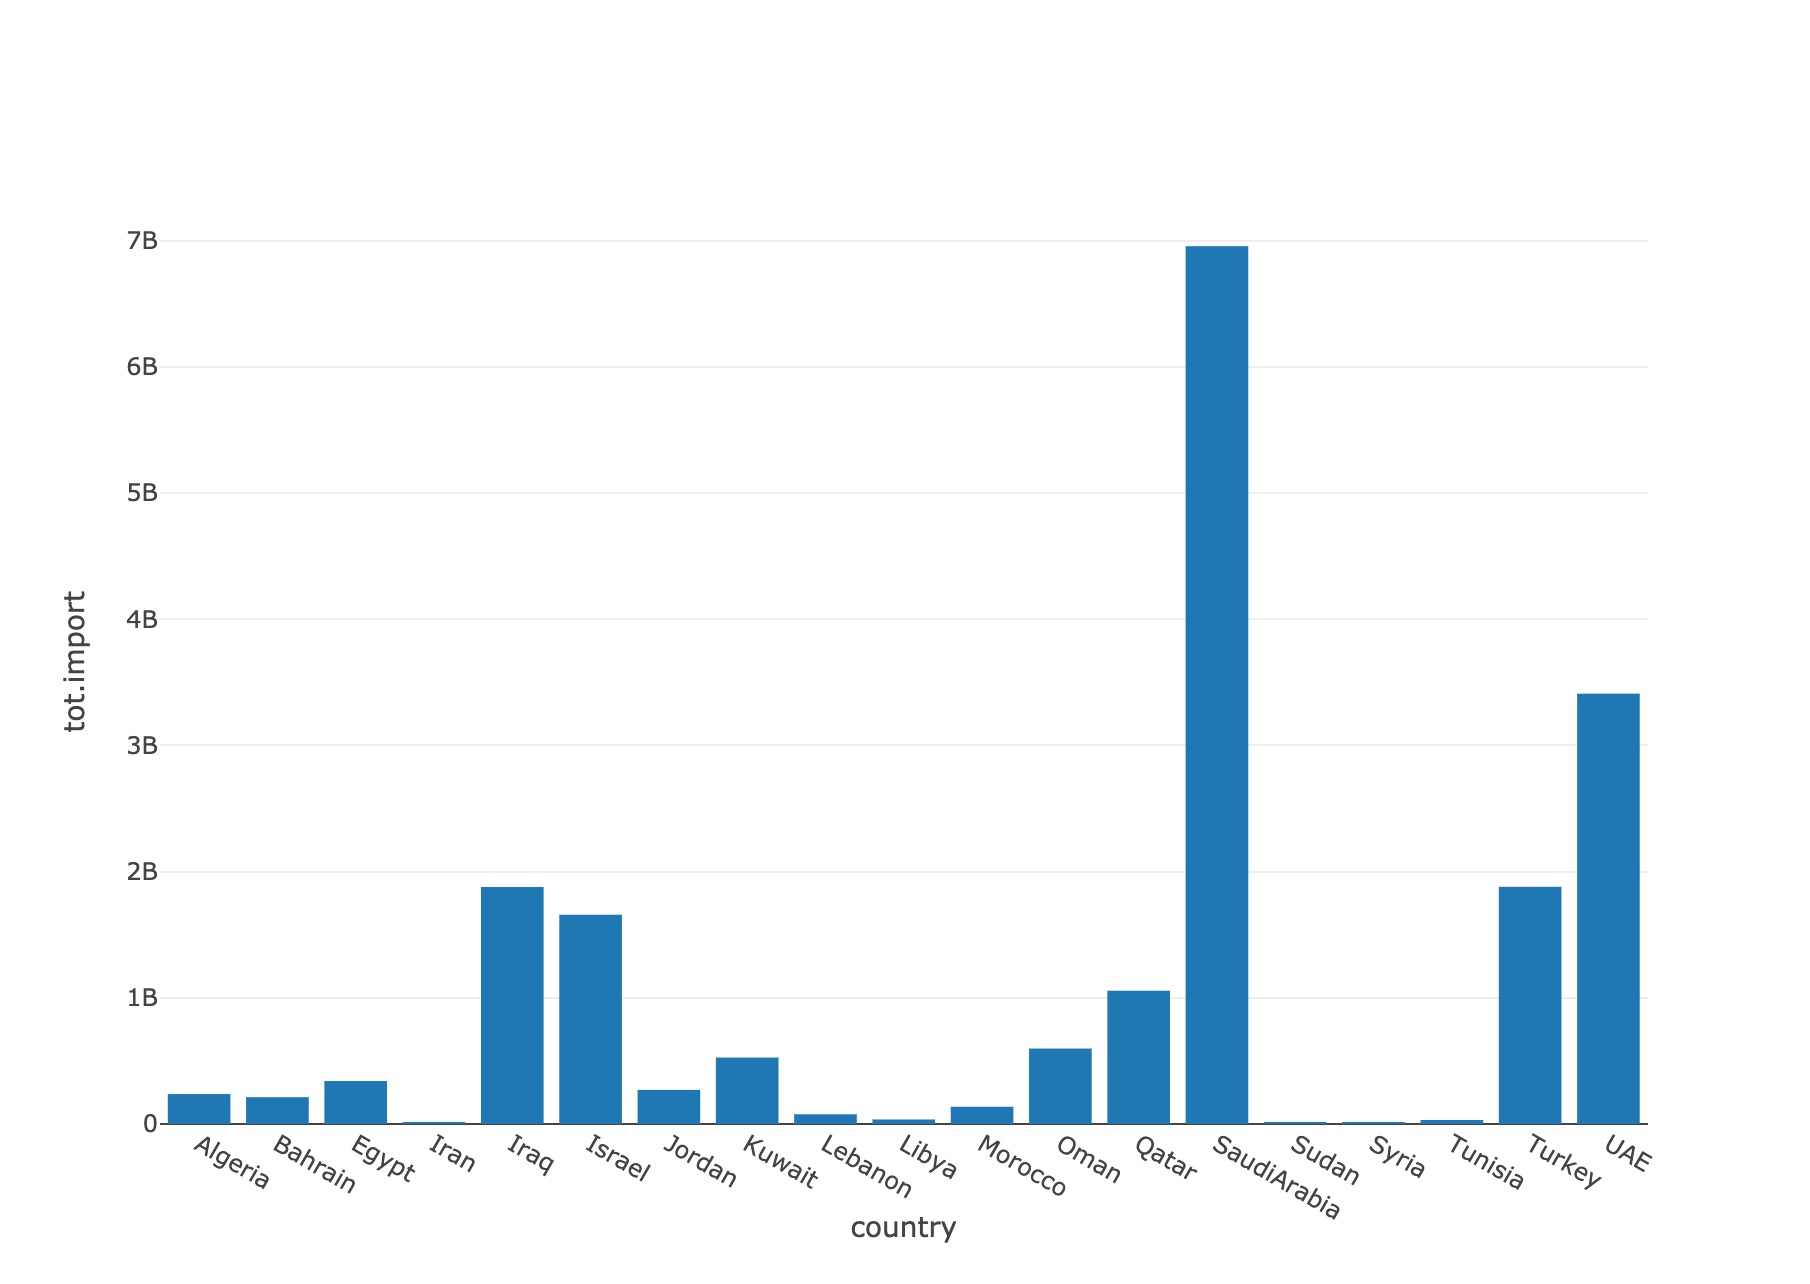 7B
6B
5B
4B
3B
2B
1B
0
tot.import
Algeria
Bahrain
Egypt
Iran
Iraq
Israel
Jordan
Kuwait
Lebanon
Libya
Morocco
Oman
Qatar
SaudiArabia
Sudan
Syria
Tunisia
Turkey
UAE
country